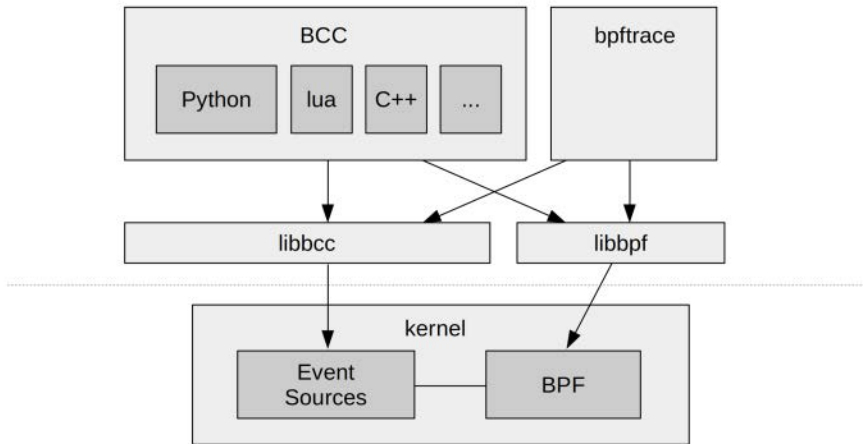 BCC
bpftrace
Python
lua
C++
...
libbcc
libbpf
kernel
Event
Sources
BPF